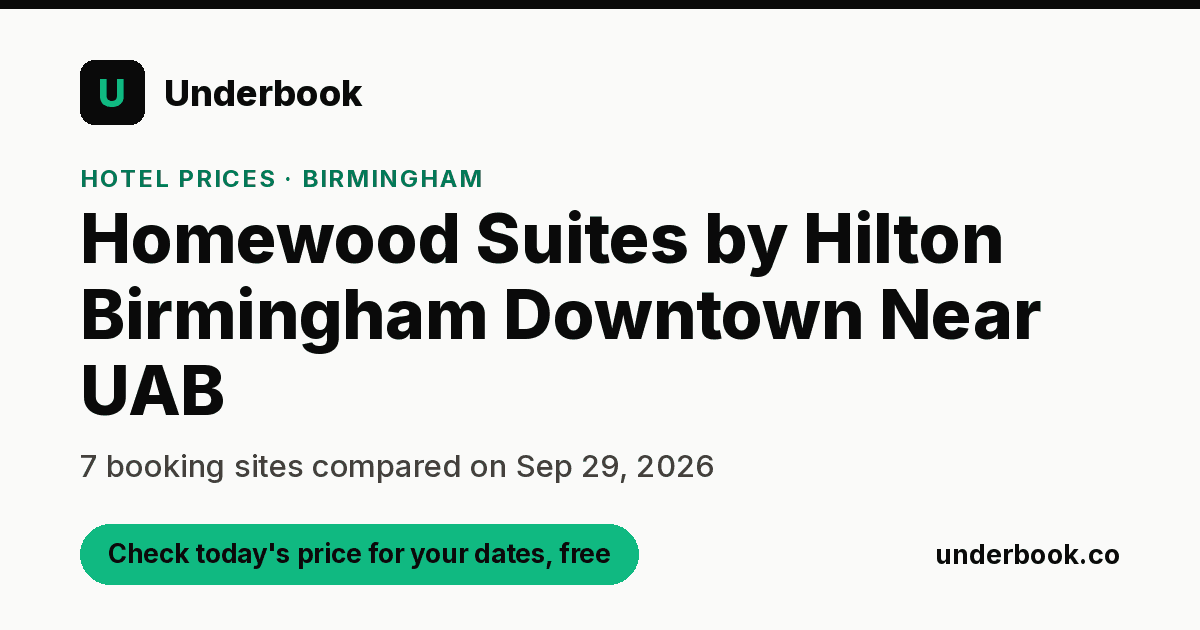 U Underbook
HOTEL PRICES · BIRMINGHAM
Homewood Suites by Hilton
Birmingham Downtown Near
UAB
7 booking sites compared on Sep 29, 2026
Check today's price for your dates, free
underbook.co